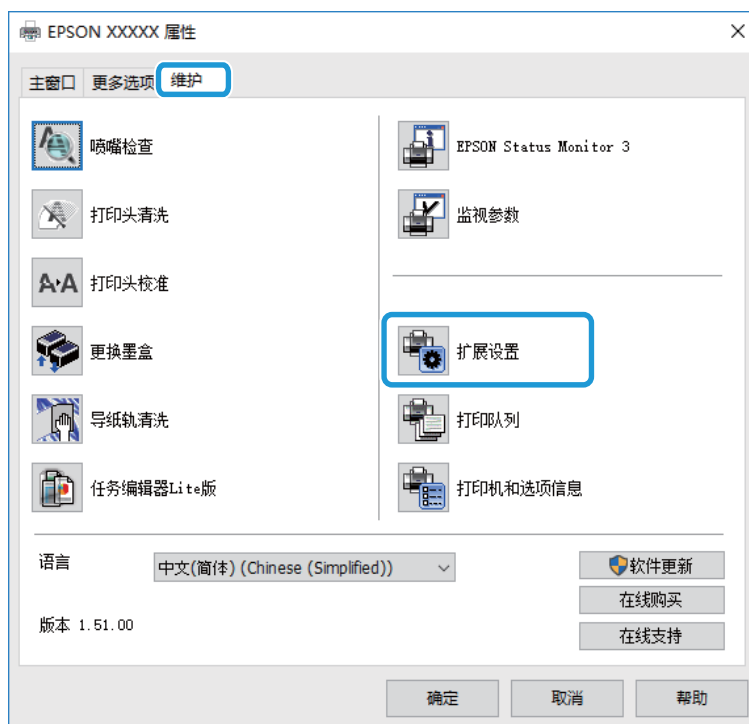 EPSON XXXXX 属性
主窗口 更多选项 维护
喷嘴检查
打印头清洗
打印头校准
更换墨盒
导纸轨清洗
任务编辑器Lite版
EPSON Status Monitor 3
监视参数
扩展设置
打印队列
打印机和选项信息
语言 中文(简体) (Chinese (Simplified))
版本 1.51.00
软件更新
在线购买
在线支持
确定 取消 帮助